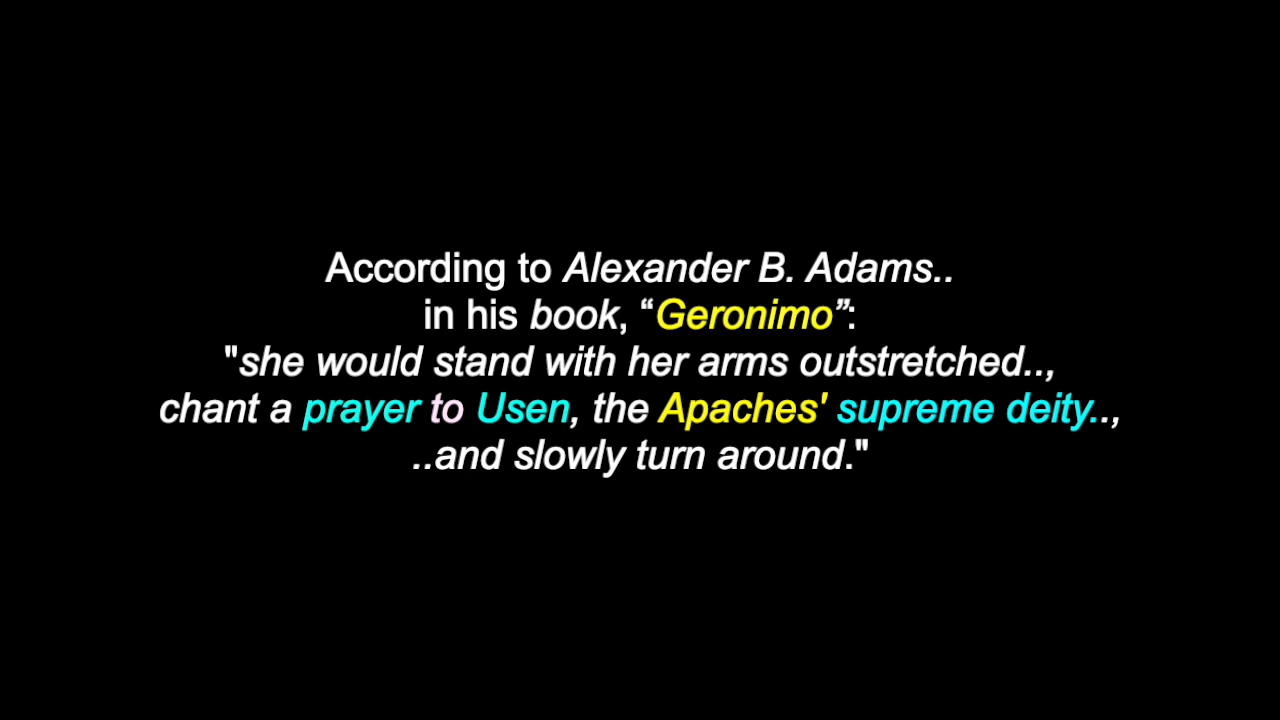 According to Alexander B. Adams..
in his book, “Geronimo”:
"she would stand with her arms outstretched..,
chant a prayer to Usen, the Apaches' supreme deity..,
..and slowly turn around."